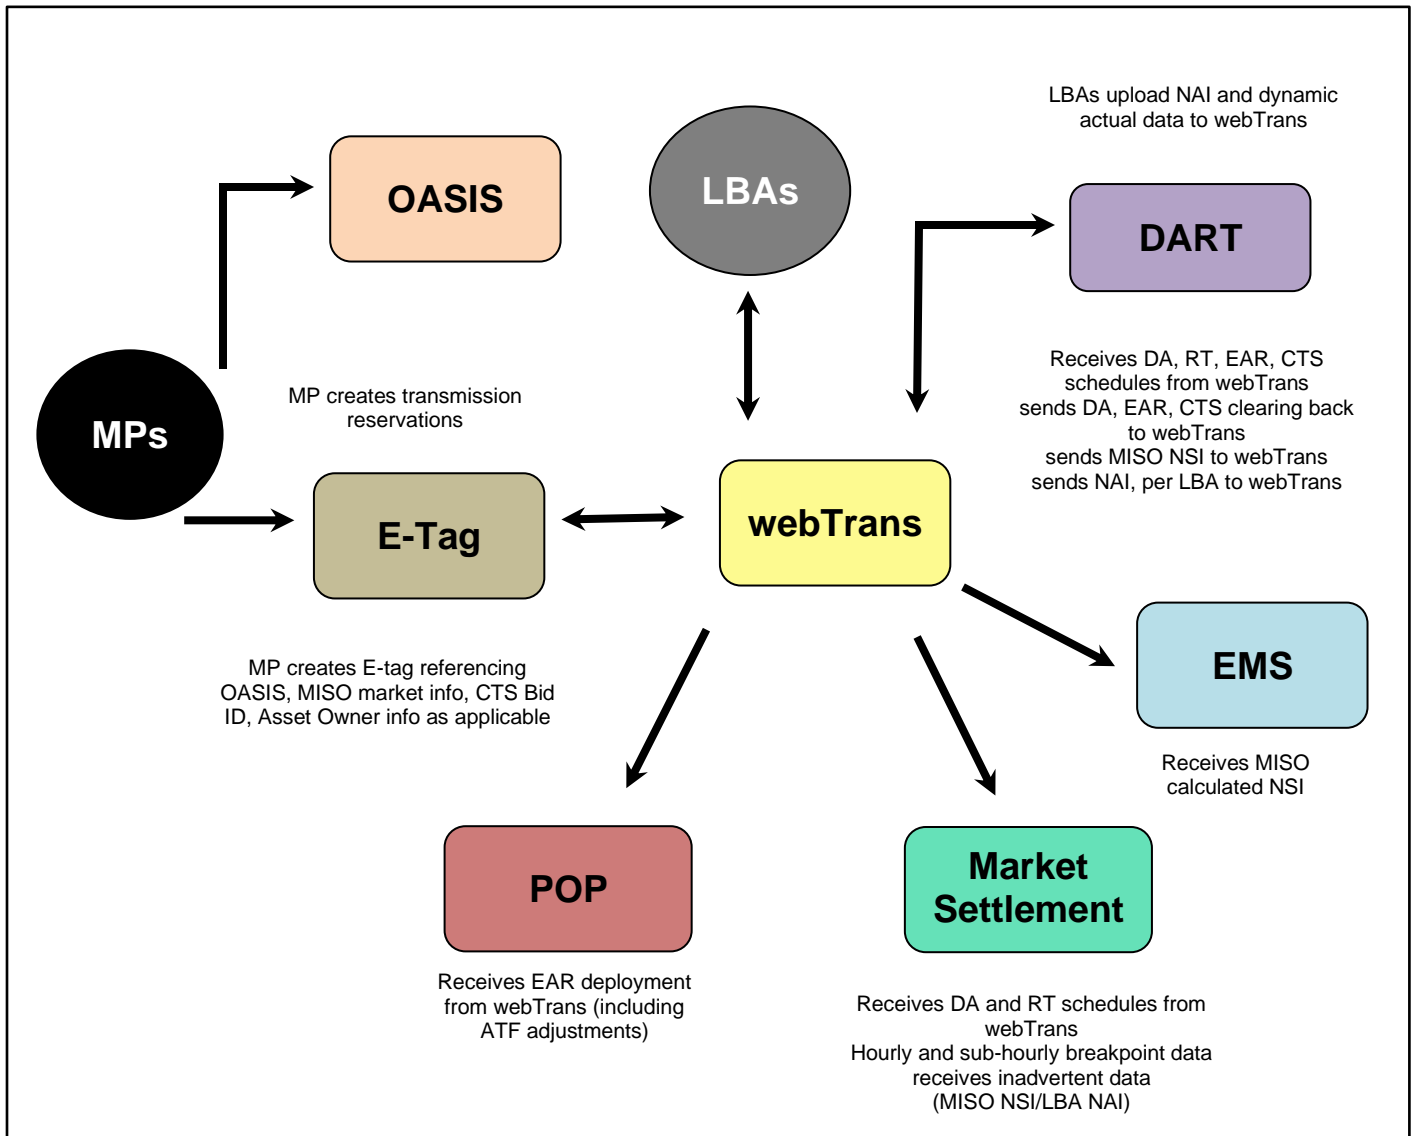 LBAs upload NAI and dynamic
actual data to webTrans
OASIS
LBAs
DART
MPs
MP creates transmission
reservations
Receives DA, RT, EAR, CTS
schedules from webTrans
sends DA, EAR, CTS clearing back
to webTrans
sends MISO NSI to webTrans
sends NAI, per LBA to webTrans
E-Tag
webTrans
MP creates E-tag referencing
OASIS, MISO market info, CTS Bid
ID, Asset Owner info as applicable
EMS
Receives MISO
calculated NSI
POP
Market
Settlement
Receives EAR deployment
from webTrans (including
ATF adjustments)
Receives DA and RT schedules from
webTrans
Hourly and sub-hourly breakpoint data
receives inadvertent data
(MISO NSI/LBA NAI)